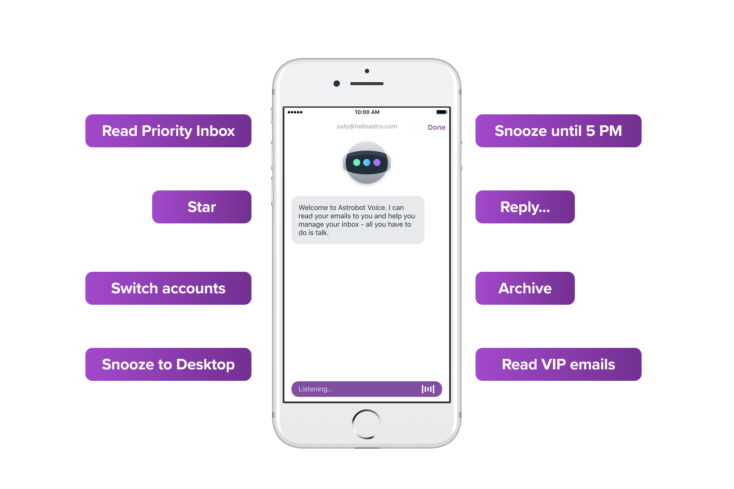 Read Priority Inbox
Star
Switch accounts
Snooze to Desktop
10:00 AM
judy@helloastro.com
Done
Welcome to Astrobot Voice. I can
read your emails to you and help you
manage your inbox - all you have to
do is talk.
Listening...
Snooze until 5 PM
Reply...
Archive
Read VIP emails